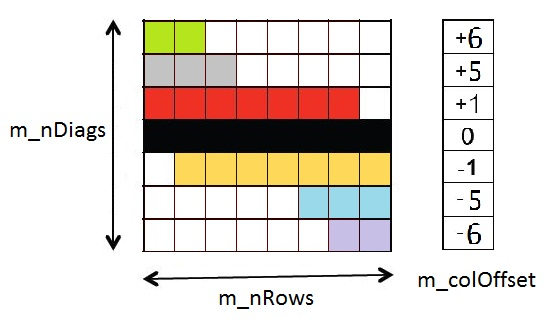 +6
+5
+1
m_nDiags
0
-1
-5
-6
m_colOffset
m_nRows